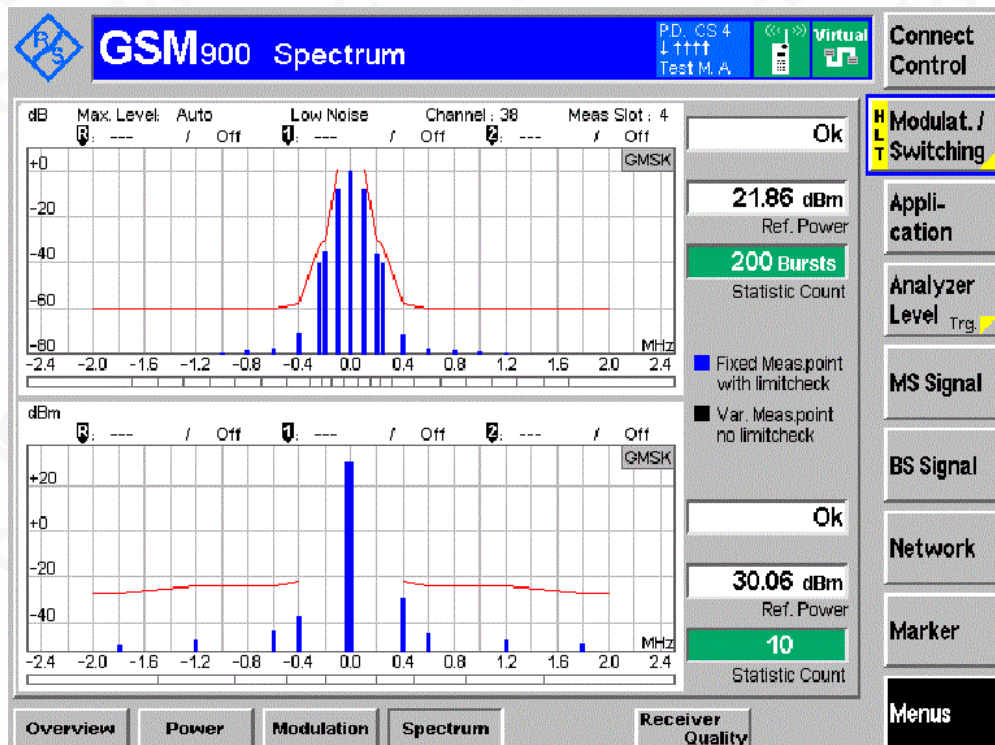 R/S
GSM900 Spectrum
P.D. CS 4
↓ ↑↑↑↑
Test M. A.
Virtual
Connect
Control
dB Max. Level: Auto Low Noise Channel : 38 Meas Slot : 4
R: --- / Off 1: --- / Off 2: --- / Off
GMSK
+0
-20
-40
-60
-80
MHz
-2.4 -2.0 -1.6 -1.2 -0.8 -0.4 0.0 0.4 0.8 1.2 1.6 2.0 2.4
Ok
21.86 dBm
Ref. Power
200 Bursts
Statistic Count
Fixed Meas.point
with limitcheck
Var. Meas.point
no limitcheck
dBm
R: --- / Off 1: --- / Off 2: --- / Off
GMSK
+20
+0
-20
-40
MHz
-2.4 -2.0 -1.6 -1.2 -0.8 -0.4 0.0 0.4 0.8 1.2 1.6 2.0 2.4
Ok
30.06 dBm
Ref. Power
10
Statistic Count
HLT
Modulat. /
Switching
Appli-
cation
Analyzer
Level Trg.
MS Signal
BS Signal
Network
Marker
Menus
Overview
Power
Modulation
Spectrum
Receiver
Quality